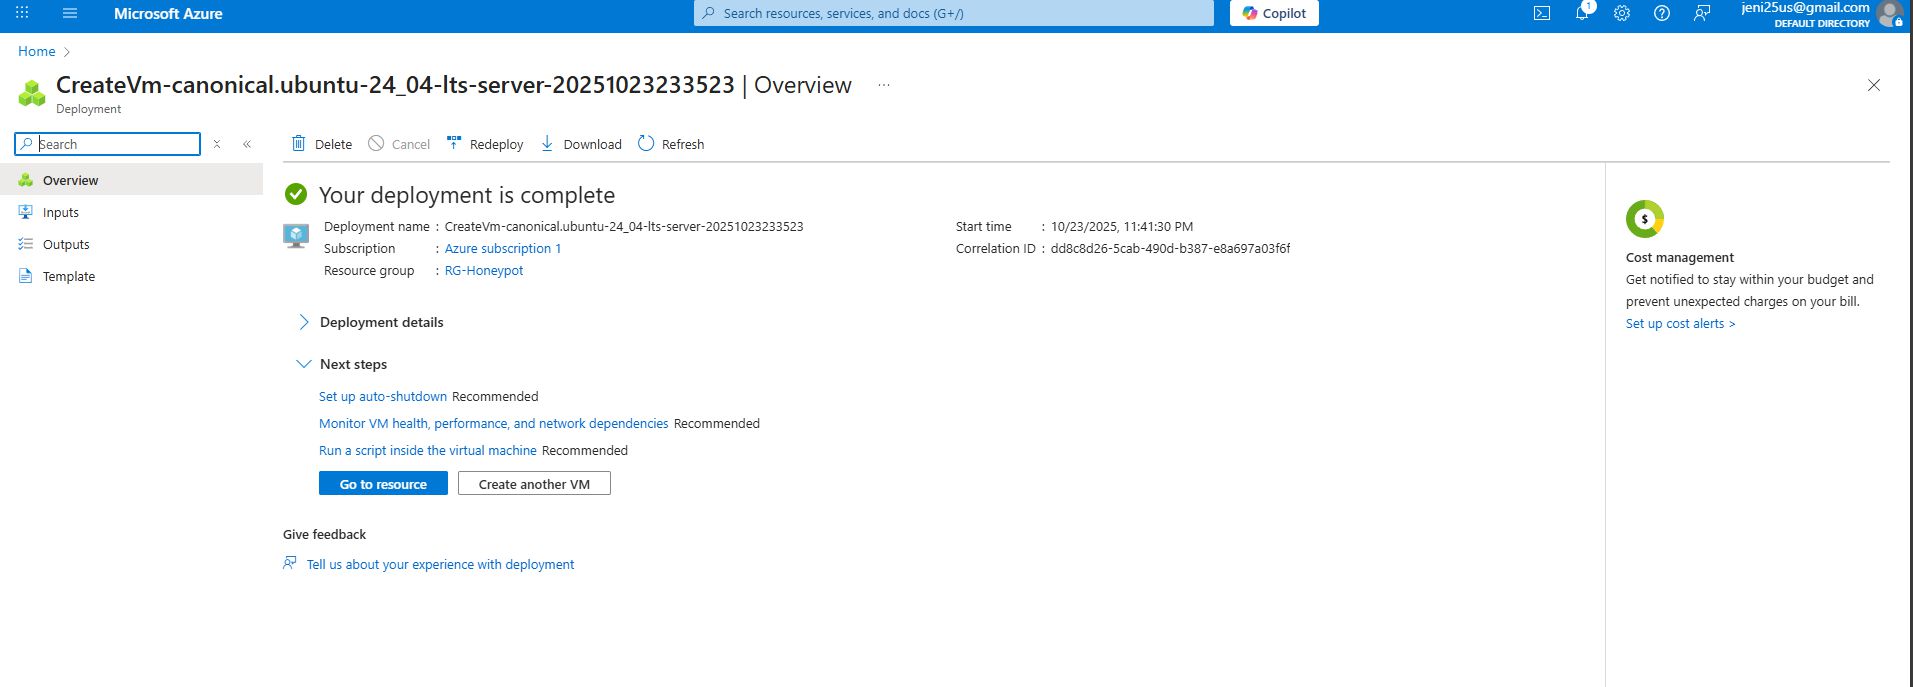 Microsoft Azure
Search resources, services, and docs (G+/)
Copilot
1
jeni25us@gmail.com
DEFAULT DIRECTORY
Home
CreateVm-canonical.ubuntu-24_04-lts-server-20251023233523 | Overview ...
Deployment
Search
Delete Cancel Redeploy Download Refresh
Overview
Inputs
Outputs
Template
Your deployment is complete
Deployment name : CreateVm-canonical.ubuntu-24_04-lts-server-20251023233523
Subscription : Azure subscription 1
Resource group : RG-Honeypot
Start time : 10/23/2025, 11:41:30 PM
Correlation ID : dd8c8d26-5cab-490d-b387-e8a697a03f6f
Deployment details
Next steps
Set up auto-shutdown Recommended
Monitor VM health, performance, and network dependencies Recommended
Run a script inside the virtual machine Recommended
Go to resource Create another VM
Give feedback
Tell us about your experience with deployment
$
Cost management
Get notified to stay within your budget and
prevent unexpected charges on your bill.
Set up cost alerts >